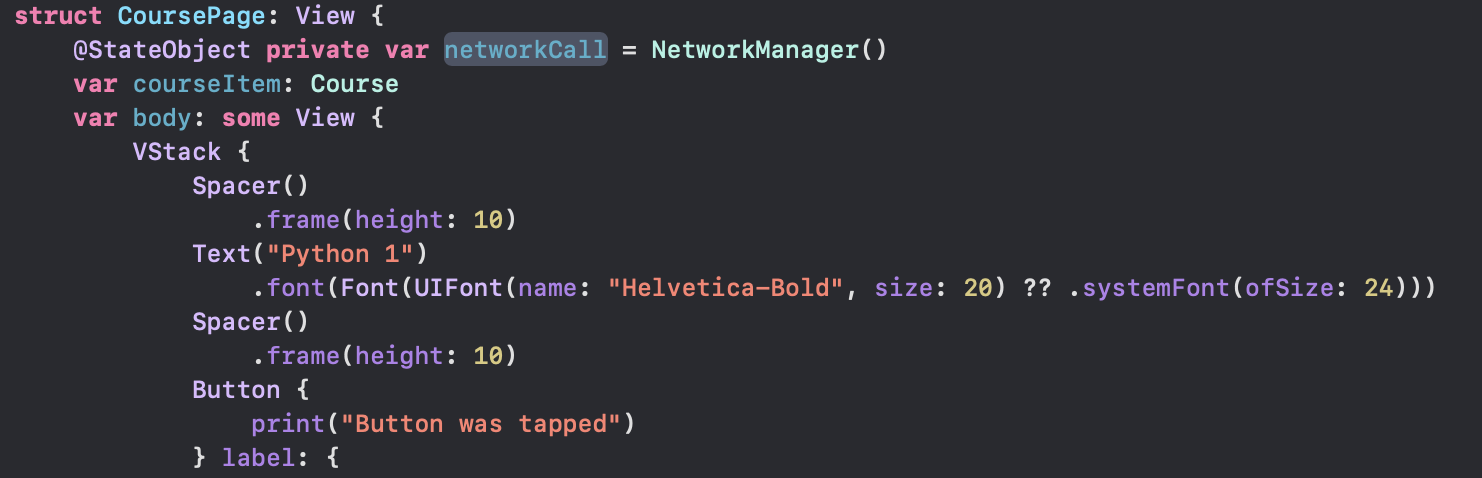 struct CoursePage: View {
    @StateObject private var networkCall = NetworkManager()
    var courseItem: Course
    var body: some View {
        VStack {
            Spacer()
                .frame(height: 10)
            Text("Python 1")
                .font(Font(UIFont(name: "Helvetica-Bold", size: 20) ?? .systemFont(ofSize: 24)))
            Spacer()
                .frame(height: 10)
            Button {
                print("Button was tapped")
            } label: {